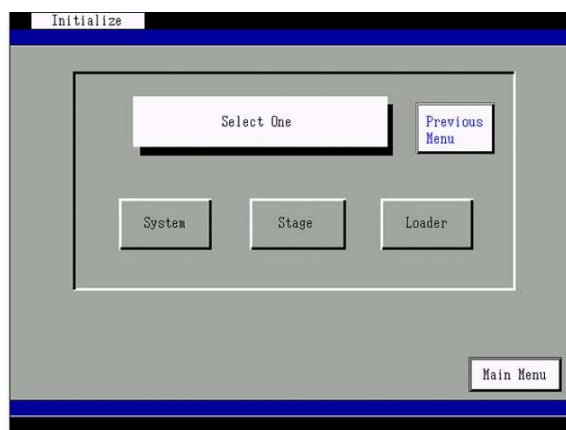 Initialize
Select One
Previous
Menu
System
Stage
Loader
Main Menu